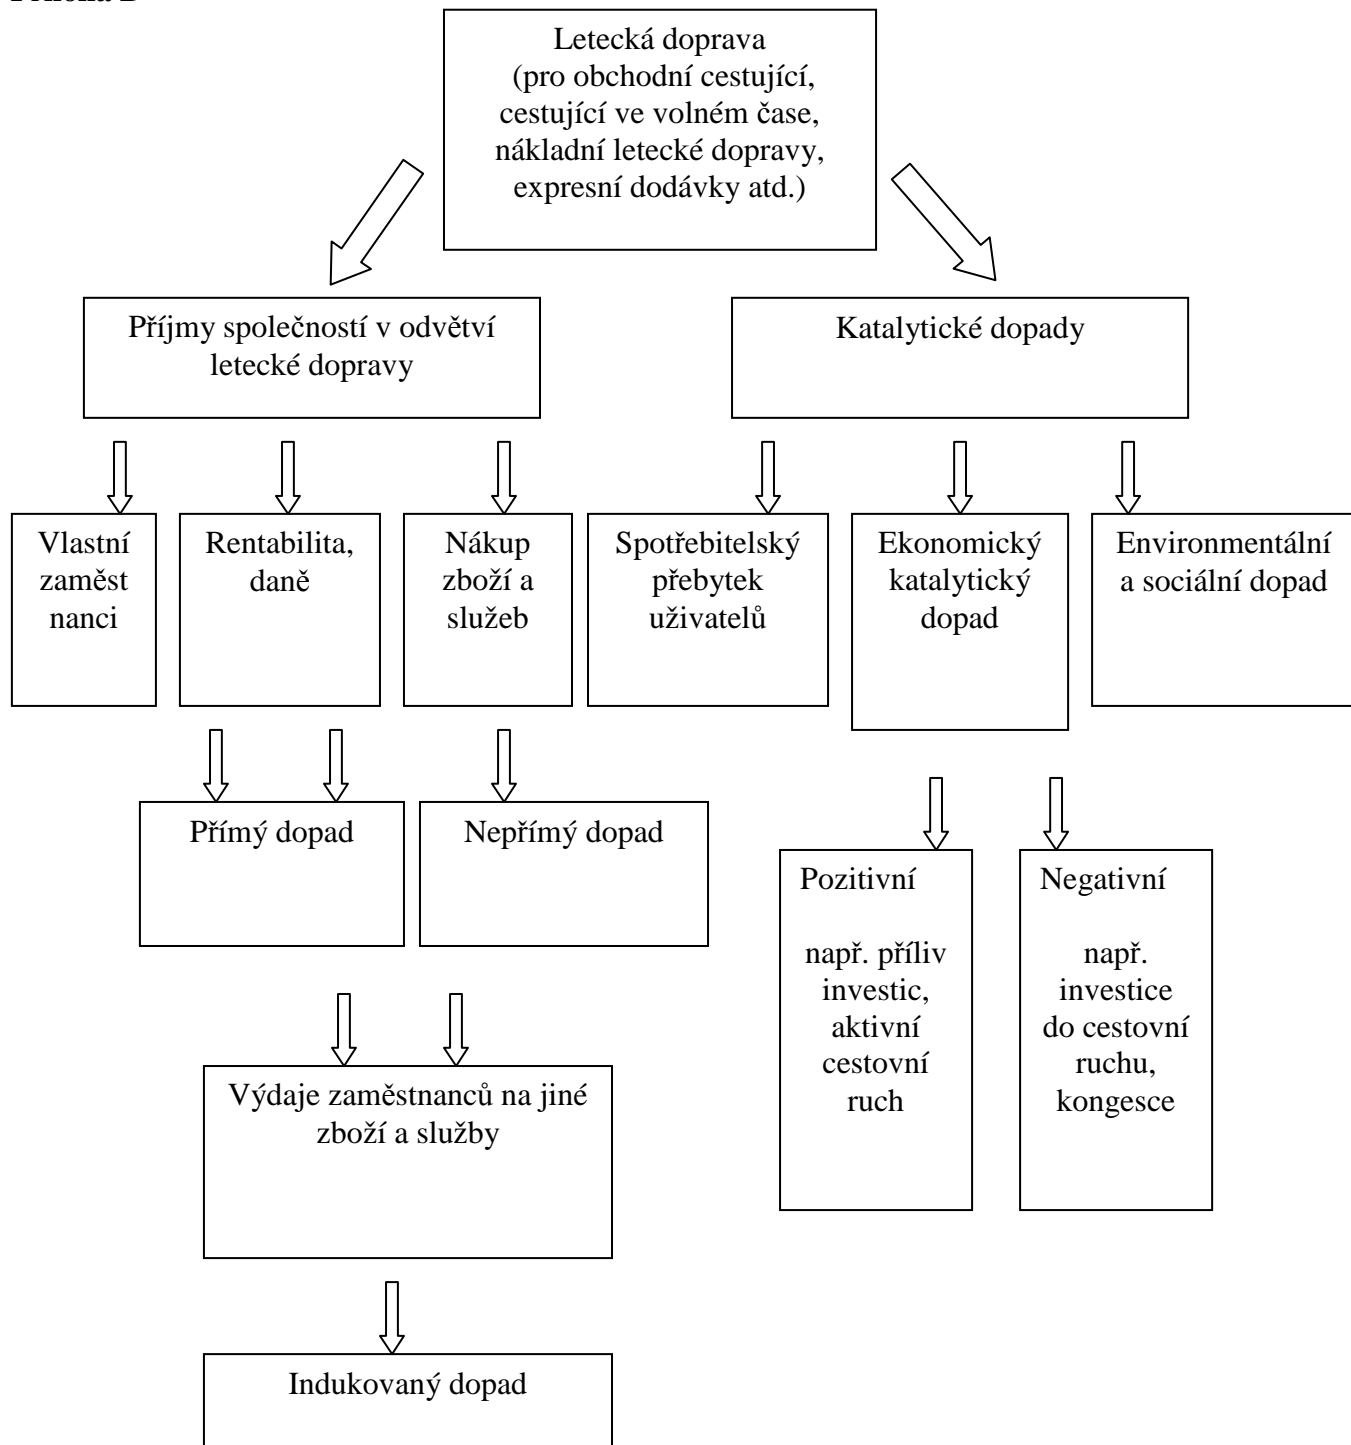 Letecká doprava
(pro obchodní cestující,
cestující ve volném čase,
nákladní letecké dopravy,
expresní dodávky atd.)
Příjmy společností v odvětví
letecké dopravy
Katalytické dopady
Vlastní
zaměst
nanci
Rentabilita,
daně
Nákup
zboží a
služeb
Spotřebitelský
přebytek
uživatelů
Ekonomický
katalytický
dopad
Environmentální
a sociální dopad
Přímý dopad
Nepřímý dopad
Pozitivní
např. příliv
investic,
aktivní
cestovní
ruch
Negativní
např.
investice
do cestovní
ruchu,
kongesce
Výdaje zaměstnanců na jiné
zboží a služby
Indukovaný dopad